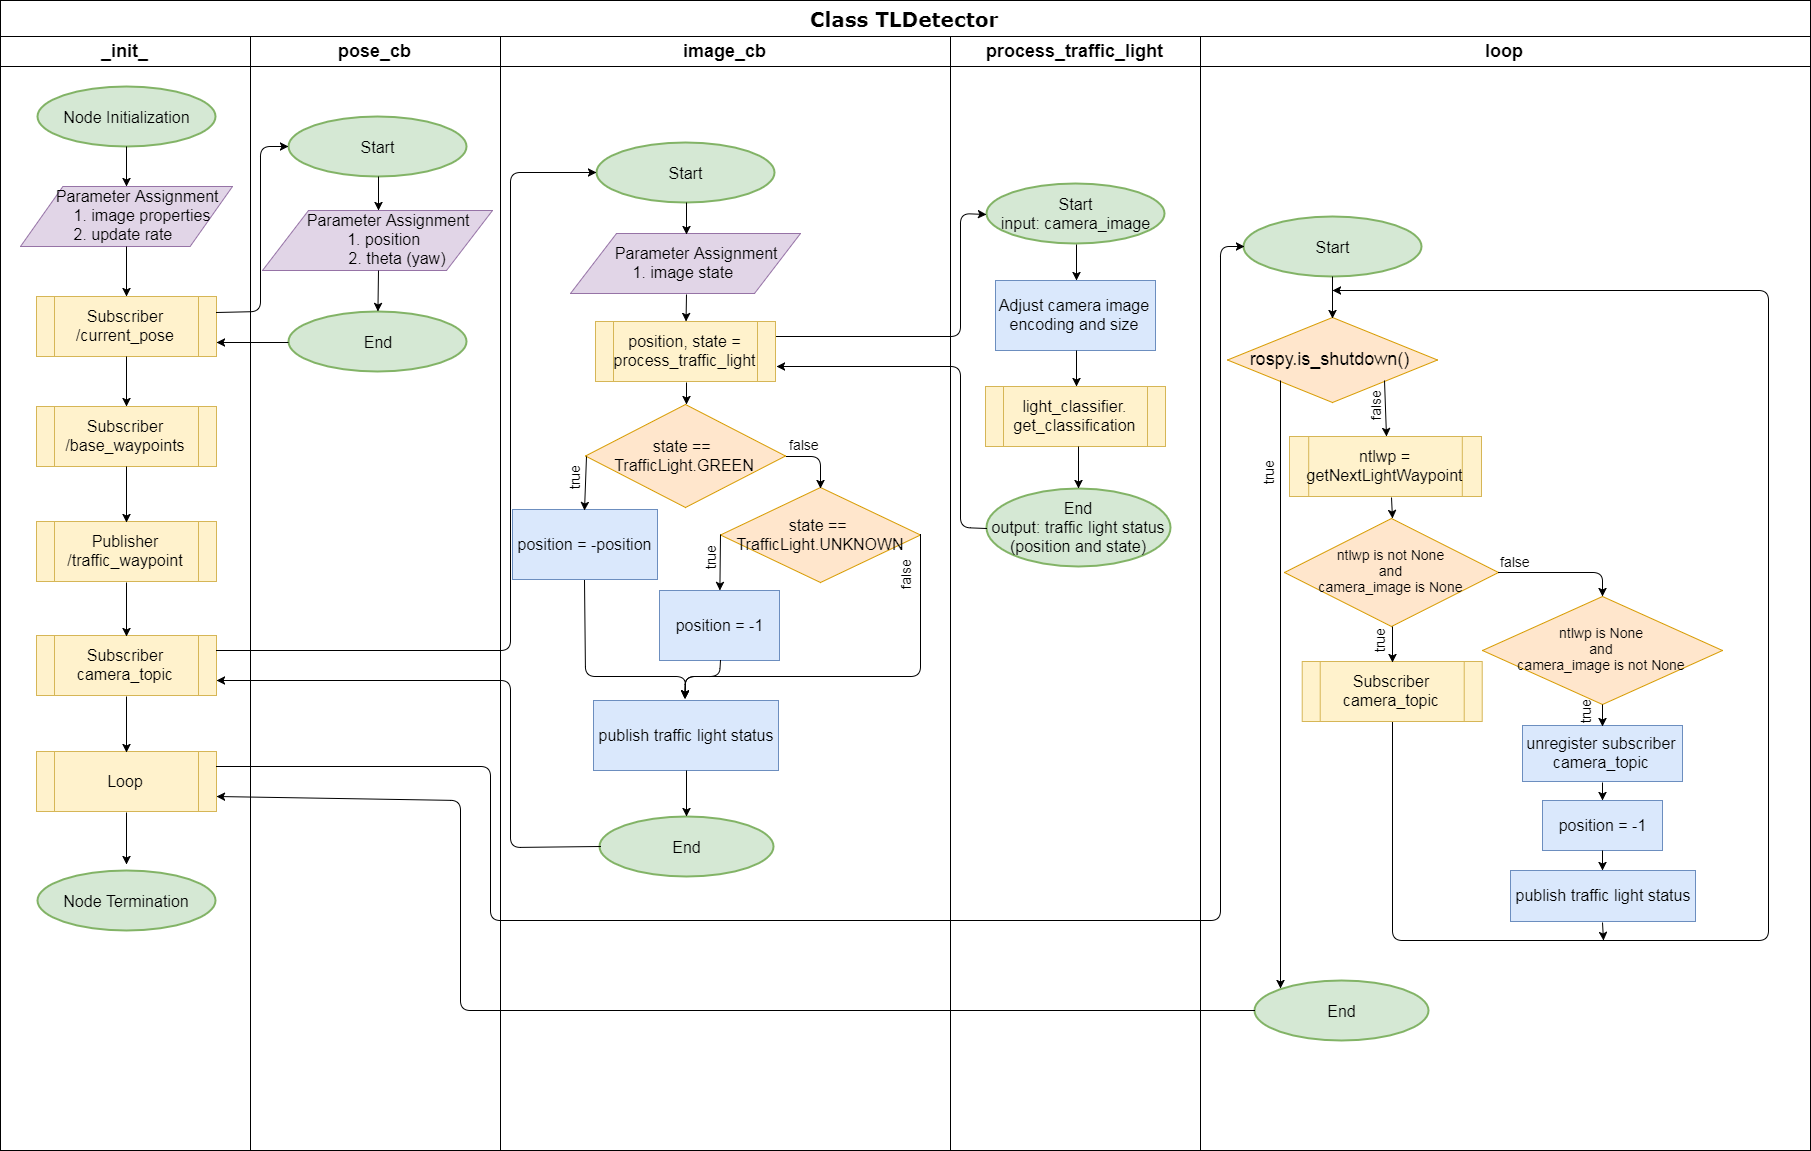 Class TLDetector
_init_
pose_cb
image_cb
process_traffic_light
loop
Node Initialization
Parameter Assignment
1. image properties
2. update rate
Subscriber
/current_pose
Subscriber
/base_waypoints
Publisher
/traffic_waypoint
Subscriber
camera_topic
Loop
Node Termination
Start
Parameter Assignment
1. position
2. theta (yaw)
End
Start
Parameter Assignment
1. image state
position, state =
process_traffic_light
state ==
TrafficLight.GREEN
true
false
position = -position
state ==
TrafficLight.UNKNOWN
true
false
position = -1
publish traffic light status
End
Start
input: camera_image
Adjust camera image
encoding and size
light_classifier.
get_classification
End
output: traffic light status
(position and state)
Start
rospy.is_shutdown()
true
false
ntlwp =
getNextLightWaypoint
ntlwp is not None
and
camera_image is None
true
false
Subscriber
camera_topic
ntlwp is None
and
camera_image is not None
true
unregister subscriber
camera_topic
position = -1
publish traffic light status
End